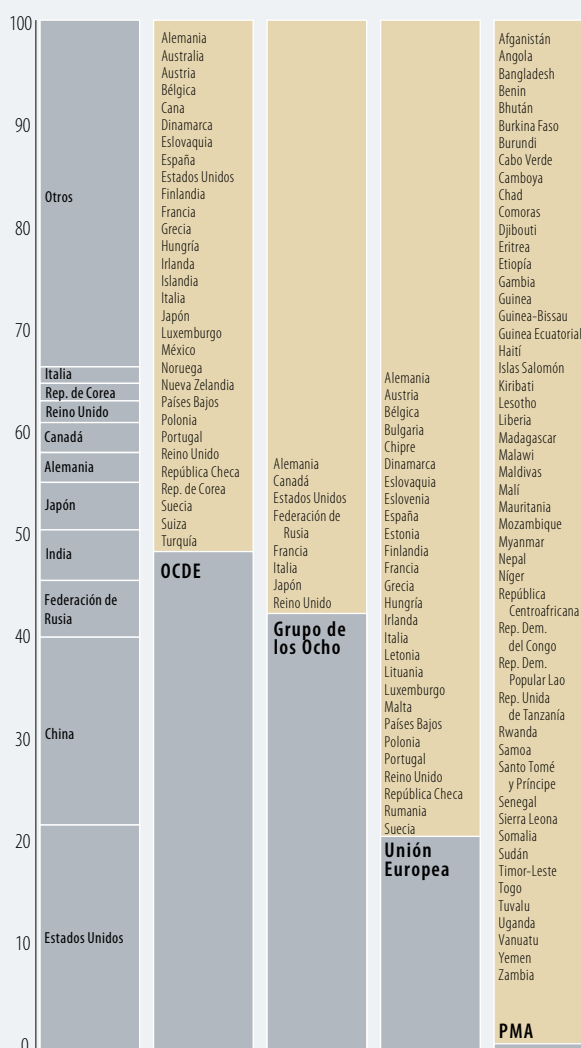 100
90
80
70
60
50
40
30
20
10
0
Otros
Italia
Rep. de Corea
Reino Unido
Canadá
Alemania
Japón
India
Federación de
Rusia
China
Estados Unidos
Alemania
Australia
Austria
Bélgica
Cana
Dinamarca
Eslovaquia
España
Estados Unidos
Finlandia
Francia
Grecia
Hungría
Irlanda
Islandia
Italia
Japón
Luxemburgo
México
Noruega
Nueva Zelandia
Países Bajos
Polonia
Portugal
Reino Unido
República Checa
Rep. de Corea
Suecia
Suiza
Turquía
OCDE
Alemania
Canadá
Estados Unidos
Federación de
Rusia
Francia
Italia
Japón
Reino Unido
Grupo de
los Ocho
Alemania
Austria
Bélgica
Bulgaria
Chipre
Dinamarca
Eslovaquia
Eslovenia
España
Estonia
Finlandia
Francia
Grecia
Hungría
Irlanda
Italia
Letonia
Lituania
Luxemburgo
Malta
Países Bajos
Polonia
Portugal
Reino Unido
República Checa
Rumania
Suecia
Unión
Europea
Afganistán
Angola
Bangladesh
Benin
Bhután
Burkina Faso
Burundi
Cabo Verde
Camboya
Chad
Comoras
Djibouti
Eritrea
Etiopía
Gambia
Guinea
Guinea-Bissau
Guinea Ecuatorial
Haití
Islas Salomón
Kiribati
Lesotho
Liberia
Madagascar
Malawi
Maldivas
Malí
Mauritania
Mozambique
Myanmar
Nepal
Níger
República
Centroafricana
Rep. Dem.
del Congo
Rep. Dem.
Popular Lao
Rep. Unida
de Tanzanía
Rwanda
Samoa
Santo Tomé
y Príncipe
Senegal
Sierra Leona
Somalia
Sudán
Timor-Leste
Togo
Tuvalu
Uganda
Vanuatu
Yemen
Zambia
PMA